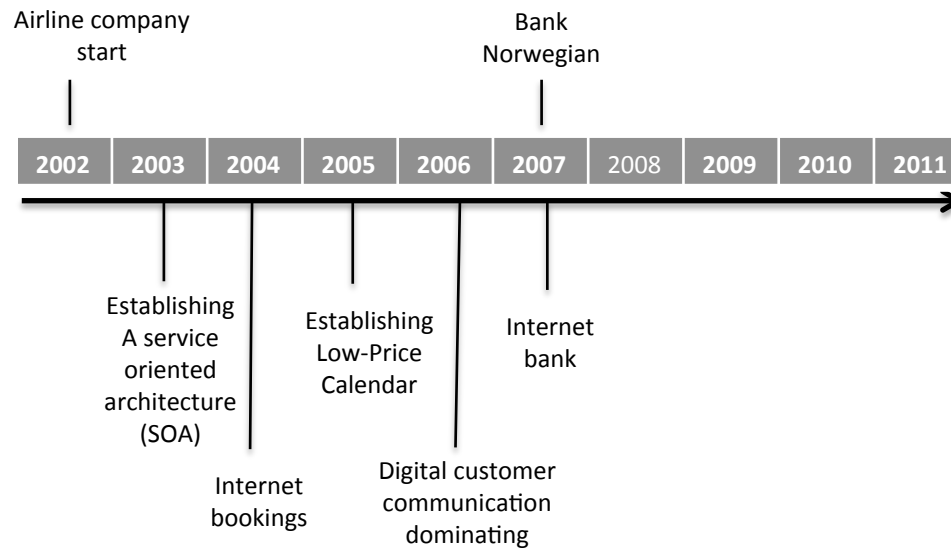 Airline company
start
Bank
Norwegian
2002 2003 2004 2005 2006 2007 2008 2009 2010 2011
Establishing
A service
oriented
architecture
(SOA)
Internet
bookings
Establishing
Low-Price
Calendar
Digital customer
communication
dominating
Internet
bank